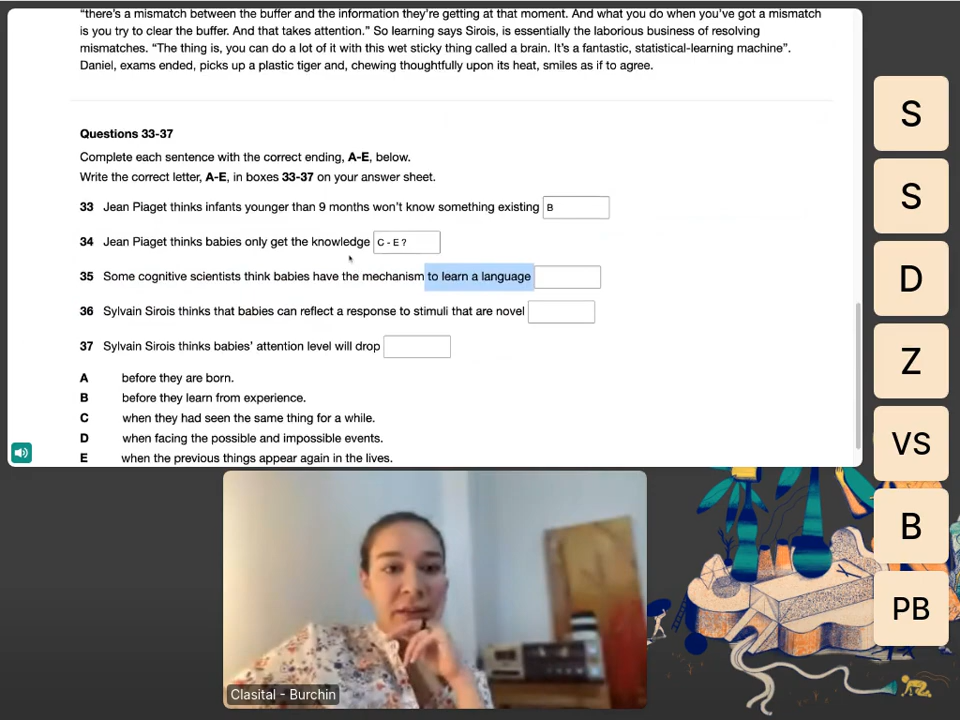 “there’s a mismatch between the buffer and the information they’re getting at that moment. And what you do when you’ve got a mismatch
is you try to clear the buffer. And that takes attention.” So learning says Sirois, is essentially the laborious business of resolving
mismatches. “The thing is, you can do a lot of it with this wet sticky thing called a brain. It’s a fantastic, statistical-learning machine”.
Daniel, exams ended, picks up a plastic tiger and, chewing thoughtfully upon its heat, smiles as if to agree.
Questions 33-37
Complete each sentence with the correct ending, A-E, below.
Write the correct letter, A-E, in boxes 33-37 on your answer sheet.
33 Jean Piaget thinks infants younger than 9 months won’t know something existing B
34 Jean Piaget thinks babies only get the knowledge C - E ?
35 Some cognitive scientists think babies have the mechanism to learn a language
36 Sylvain Sirois thinks that babies can reflect a response to stimuli that are novel
37 Sylvain Sirois thinks babies’ attention level will drop
A before they are born.
B before they learn from experience.
C when they had seen the same thing for a while.
D when facing the possible and impossible events.
E when the previous things appear again in the lives.
S
S
D
Z
VS
B
PB
Clasital - Burchin